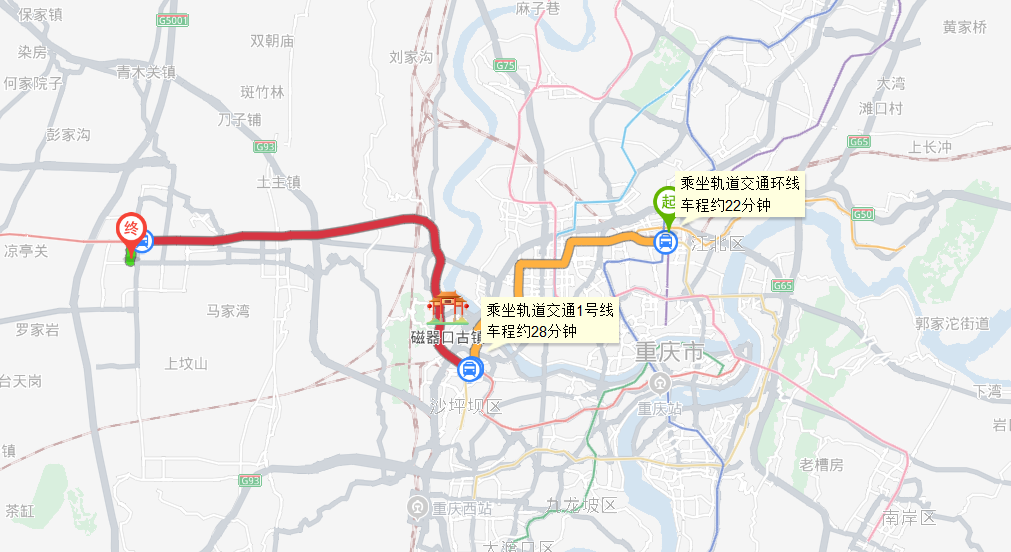 保家镇
GS001
麻子巷
黄家桥
染房
双朝庙
刘家沟
G75
何家院子
青木关镇
斑竹林
大湾
滩口村
刀子铺
彭家沟
G93
G65
上长冲
土主镇
乘坐轨道交通环线
车程约22分钟
起
G50
终
凉亭关
江北区
G65
马家湾
乘坐轨道交通1号线
车程约28分钟
罗家岩
磁器口古镇
郭家沱街道
上坟山
重庆市
台天岗
下湾
沙坪坝区
重庆站
岩口
镇
老槽房
G93
茶缸
重庆西站
九龙坡区
南岸区
大渡口区